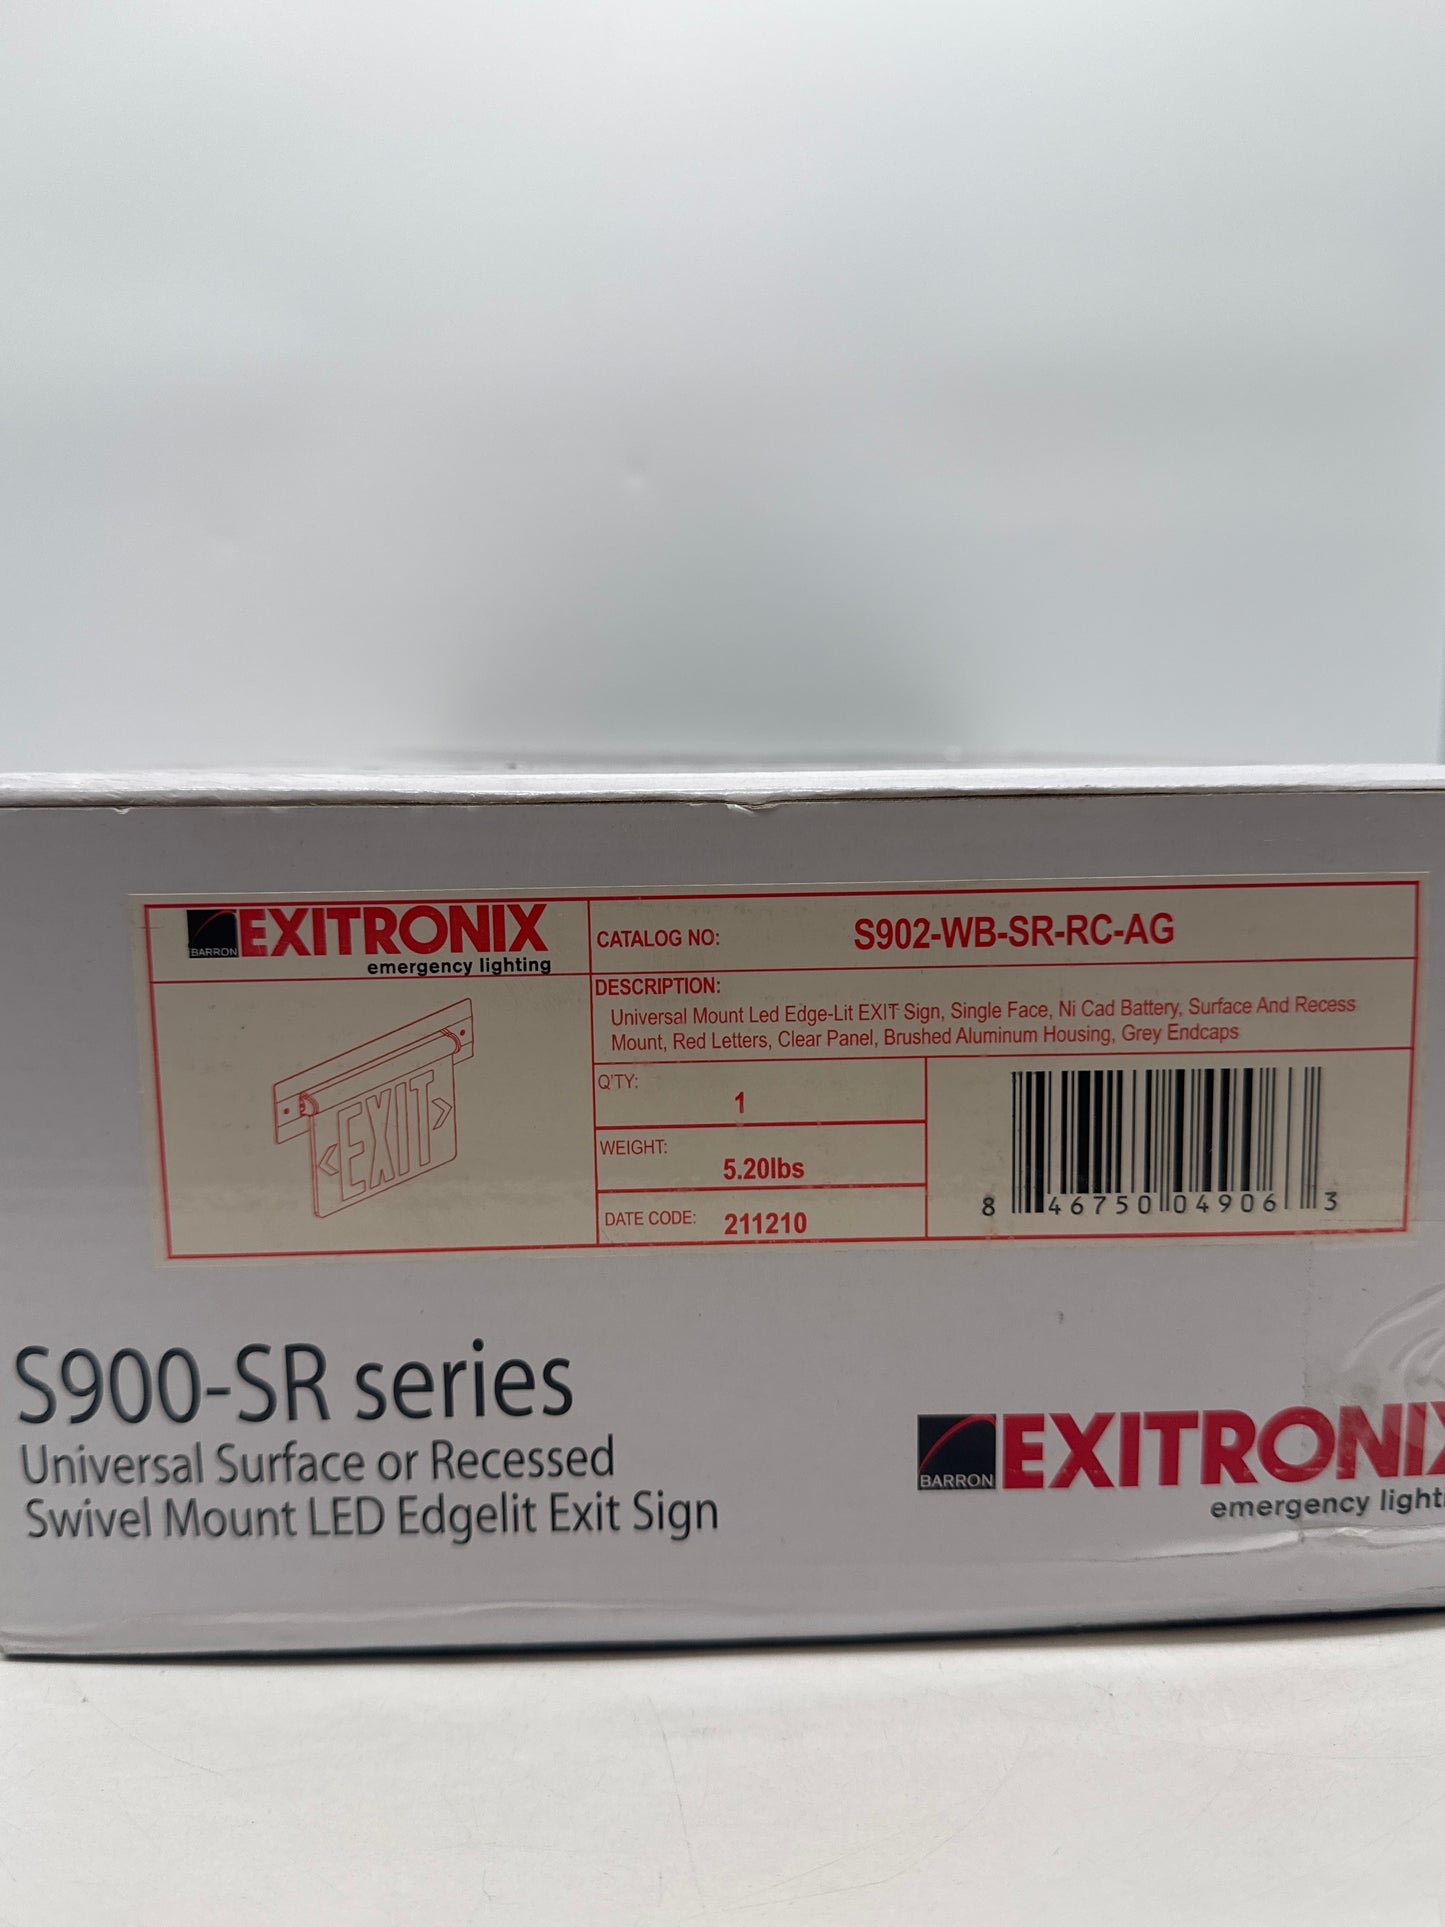 BARRON EXITRONIX
emergency lighting
CATALOG NO: S902-WB-SR-RC-AG
DESCRIPTION:
Universal Mount Led Edge-Lit EXIT Sign, Single Face, Ni Cad Battery, Surface And Recess
Mount, Red Letters, Clear Panel, Brushed Aluminum Housing, Grey Endcaps
EXIT
Q'TY:
1
WEIGHT:
5.20lbs
DATE CODE: 211210
8 46750 04906 3
S900-SR series
Universal Surface or Recessed
Swivel Mount LED Edgelit Exit Sign
BARRON EXITRONIX
emergency lighti